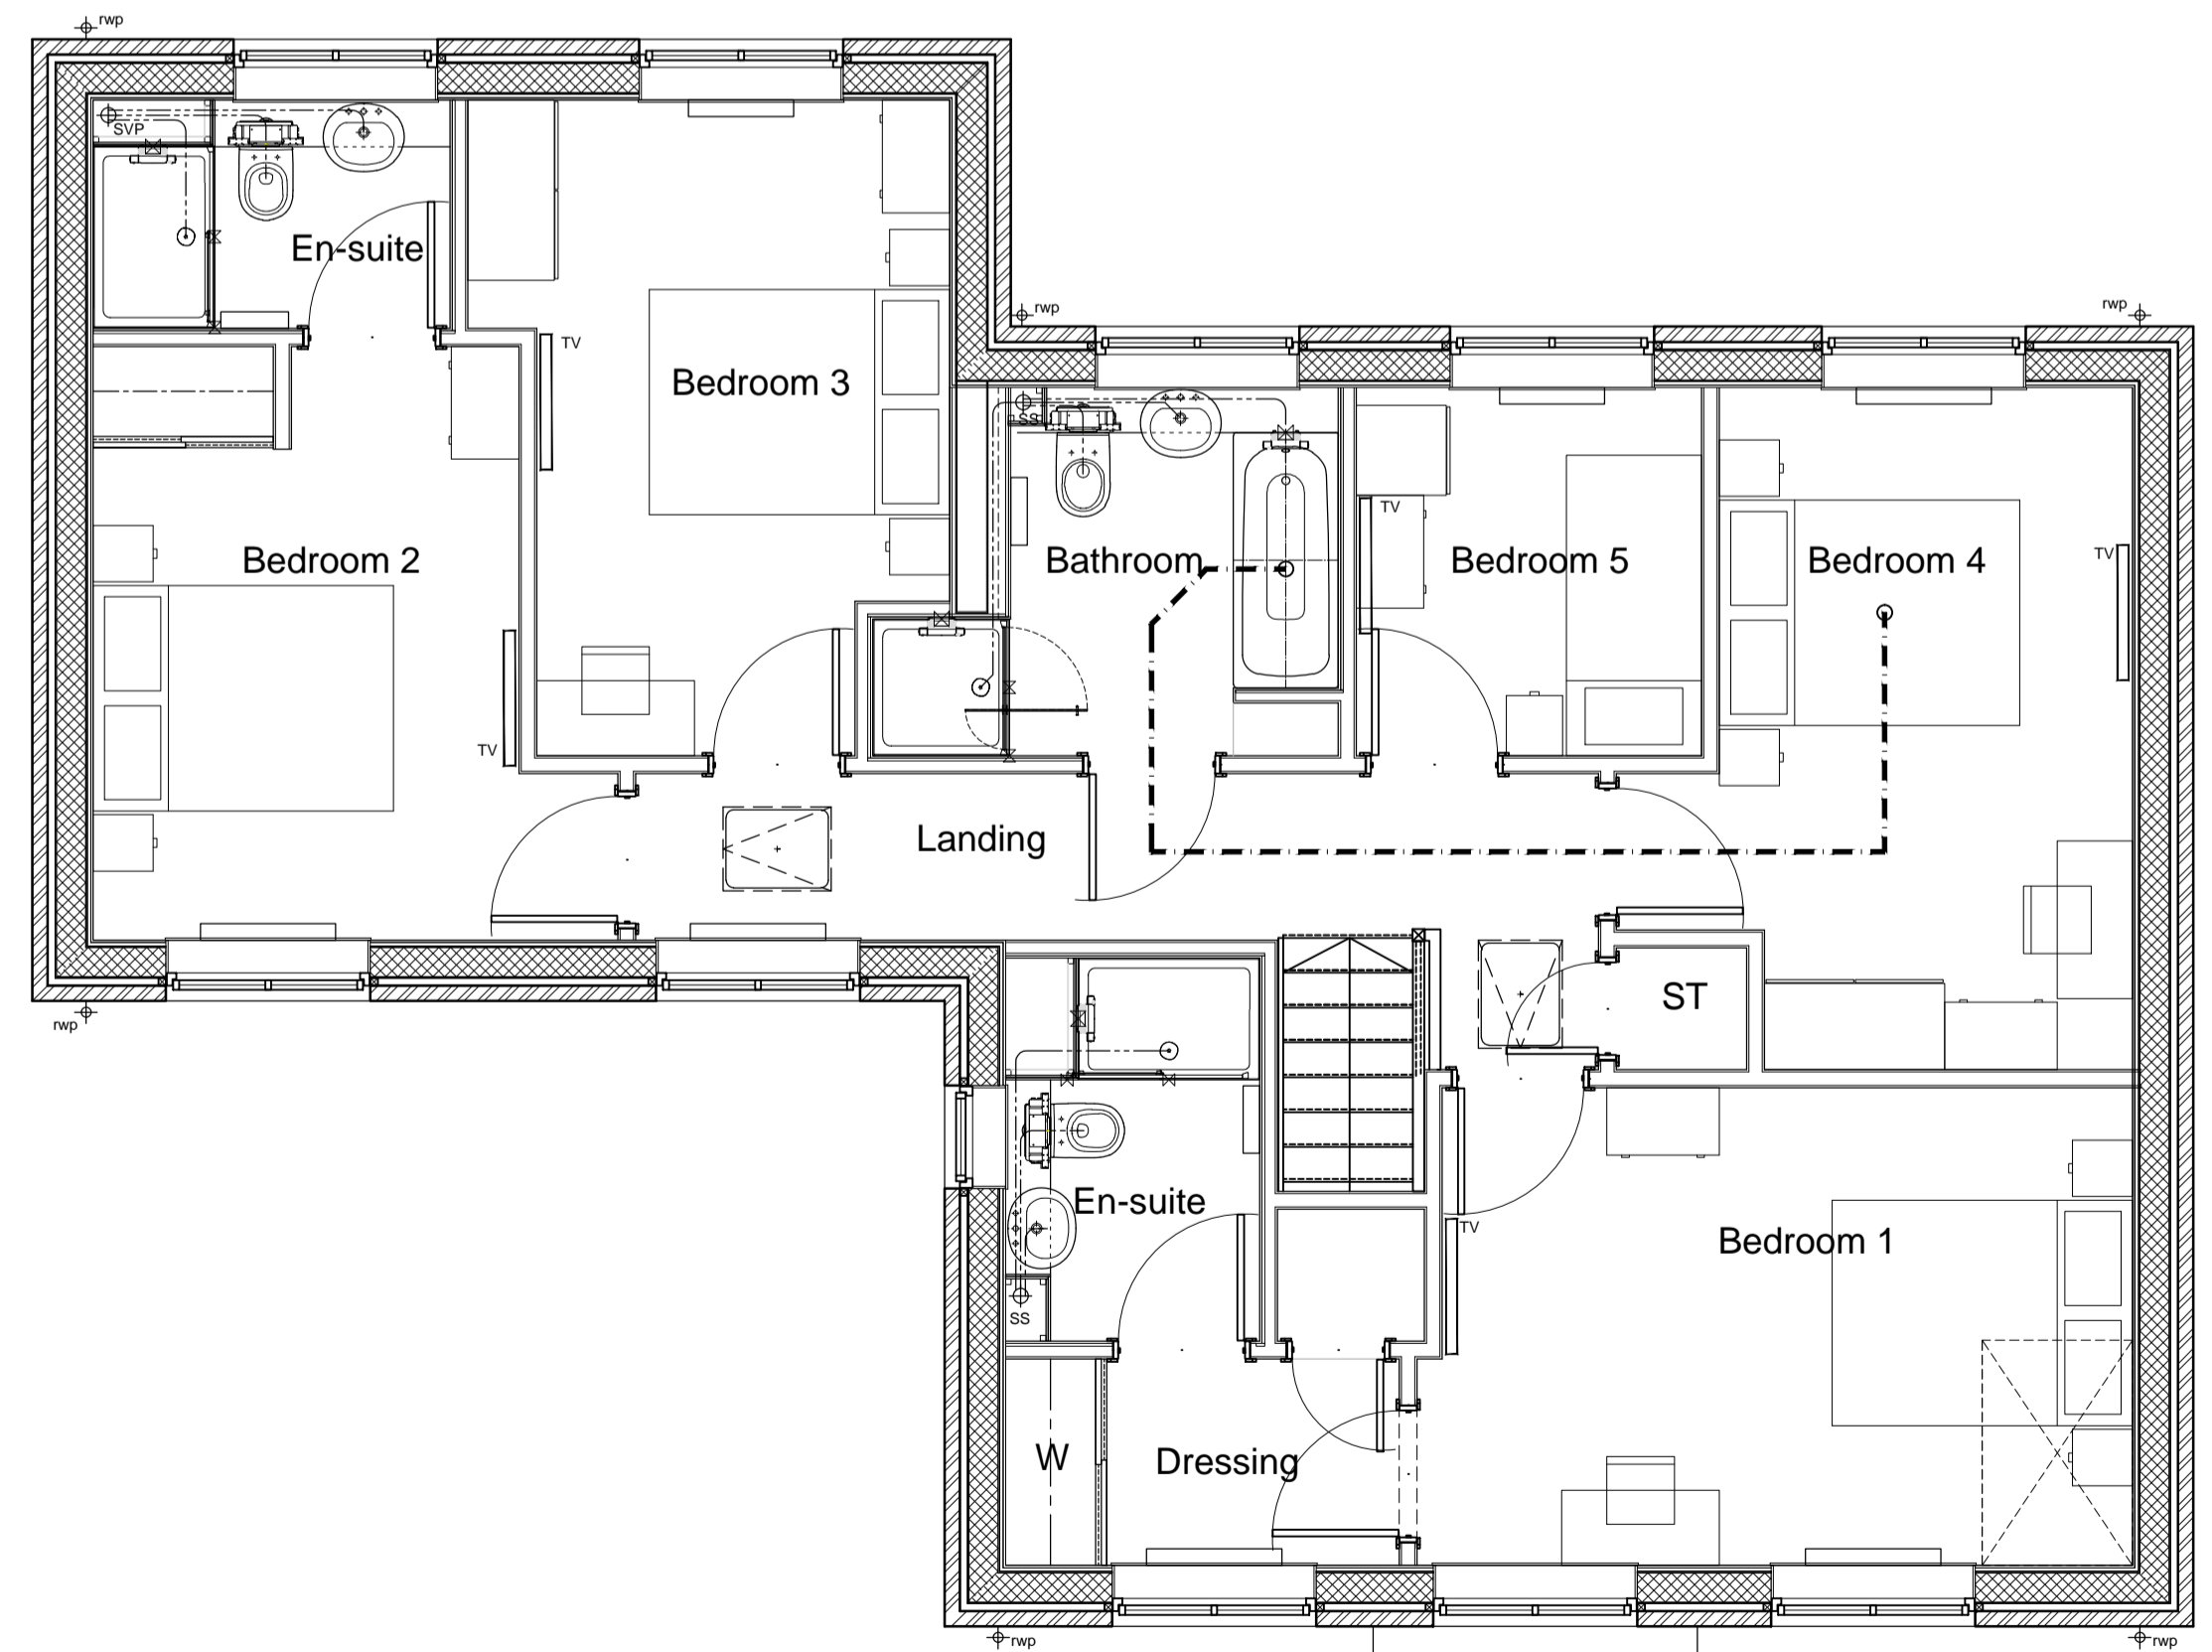 rwp
SVP
En-suite
rwp
rwp
TV
Bedroom 3
SS
TV
Bedroom 2
Bathroom
Bedroom 5
Bedroom 4
TV
TV
Landing
ST
rwp
En-suite
TV
Bedroom 1
SS
W
Dressing
rwp
rwp